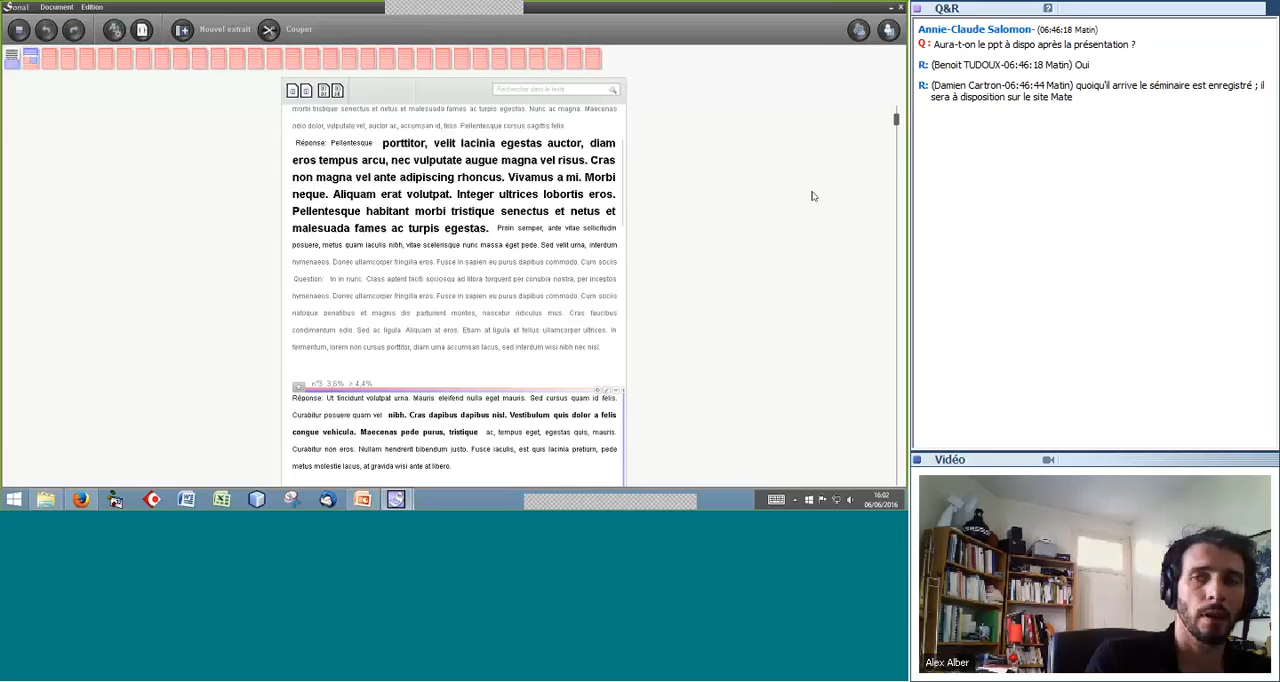 Sonal Document Edition
Nouvel extrait Couper
Rechercher dans le texte
morbi tristique senectus et netus et malesuada fames ac turpis egestas. Nunc ac magna. Maecenas
odio dolor, vulputate vel, auctor ac, accumsan id, felis. Pellentesque cursus sagittis felis
Réponse: Pellentesque porttitor, velit lacinia egestas auctor, diam
eros tempus arcu, nec vulputate augue magna vel risus. Cras
non magna vel ante adipiscing rhoncus. Vivamus a mi. Morbi
neque. Aliquam erat volutpat. Integer ultrices lobortis eros.
Pellentesque habitant morbi tristique senectus et netus et
malesuada fames ac turpis egestas. Proin semper, ante vitae sollicitudin
posuere, metus quam iaculis nibh, vitae scelerisque nunc massa eget pede. Sed velit urna, interdum
hymenaeos. Donec ullamcorper fringilla eros. Fusce in sapien eu purus dapibus commodo. Cum sociis
Question: In in nunc. Class aptent taciti sociosqu ad litora torquent per conubia nostra, per inceptos
hymenaeos. Donec ullamcorper fringilla eros. Fusce in sapien eu purus dapibus commodo. Cum sociis
natoque penatibus et magnis dis parturient montes, nascetur ridiculus mus. Cras faucibus
condimentum odio. Sed ac ligula. Aliquam at eros. Etiam at ligula et tellus ullamcorper ultrices. In
fermentum, lorem non cursus porttitor, diam urna accumsan lacus, sed interdum wisi nibh nec nisl.
n°3 3,6% > 4,4%
Réponse: Ut tincidunt volutpat urna. Mauris eleifend nulla eget mauris. Sed cursus quam id felis.
Curabitur posuere quam vel nibh. Cras dapibus dapibus nisl. Vestibulum quis dolor a felis
congue vehicula. Maecenas pede purus, tristique ac, tempus eget, egestas quis, mauris.
Curabitur non eros. Nullam hendrerit bibendum justo. Fusce iaculis, est quis lacinia pretium, pede
metus molestie lacus, at gravida wisi ante at libero.
16:02
06/06/2016
Q&R
Annie-Claude Salomon- (06:46:18 Matin)
Q: Aura-t-on le ppt à dispo après la présentation ?
R: (Benoit TUDOUX-06:46:18 Matin) Oui
R: (Damien Cartron-06:46:44 Matin) quoiqu'il arrive le séminaire est enregistré ; il
sera à disposition sur le site Mate
Vidéo
Alex Alber